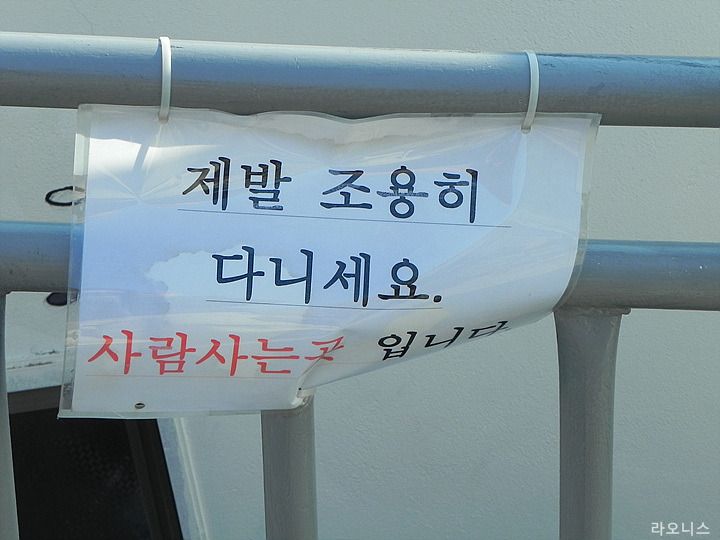 제발 조용히
다니세요.
사람사는곳 입니다
라오니스